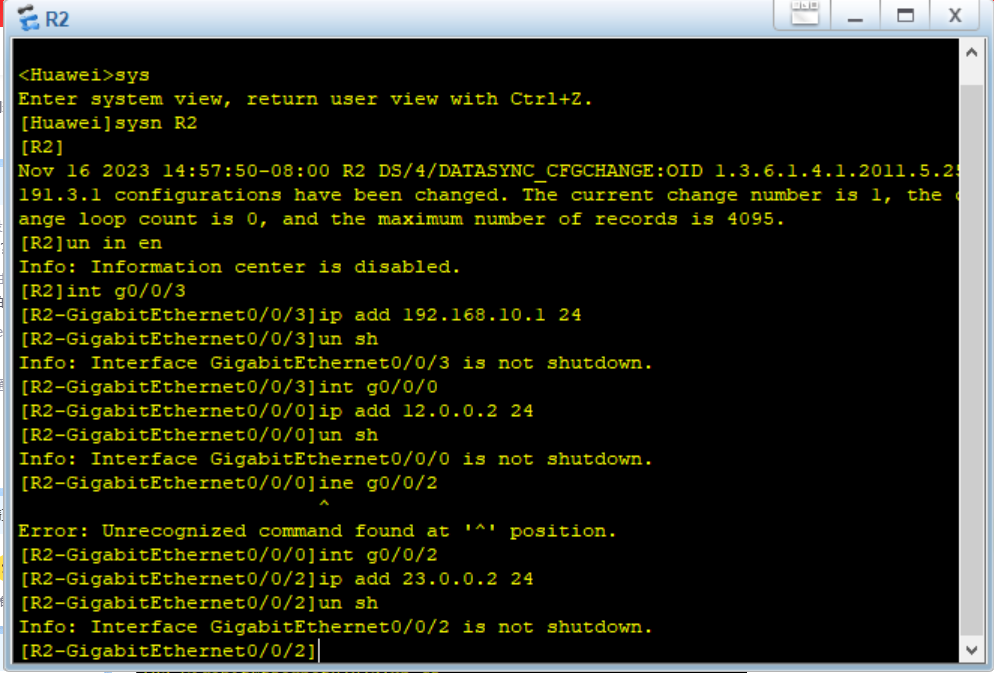 R2
<Huawei>sys
Enter system view, return user view with Ctrl+Z.
[Huawei]sysn R2
[R2]
Nov 16 2023 14:57:50-08:00 R2 DS/4/DATASYNC_CFGCHANGE:OID 1.3.6.1.4.1.2011.5.25
191.3.1 configurations have been changed. The current change number is 1, the
ange loop count is 0, and the maximum number of records is 4095.
[R2]un in en
Info: Information center is disabled.
[R2]int g0/0/3
[R2-GigabitEthernet0/0/3]ip add 192.168.10.1 24
[R2-GigabitEthernet0/0/3]un sh
Info: Interface GigabitEthernet0/0/3 is not shutdown.
[R2-GigabitEthernet0/0/3]int g0/0/0
[R2-GigabitEthernet0/0/0]ip add 12.0.0.2 24
[R2-GigabitEthernet0/0/0]un sh
Info: Interface GigabitEthernet0/0/0 is not shutdown.
[R2-GigabitEthernet0/0/0]ine g0/0/2
^
Error: Unrecognized command found at '^' position.
[R2-GigabitEthernet0/0/0]int g0/0/2
[R2-GigabitEthernet0/0/2]ip add 23.0.0.2 24
[R2-GigabitEthernet0/0/2]un sh
Info: Interface GigabitEthernet0/0/2 is not shutdown.
[R2-GigabitEthernet0/0/2]